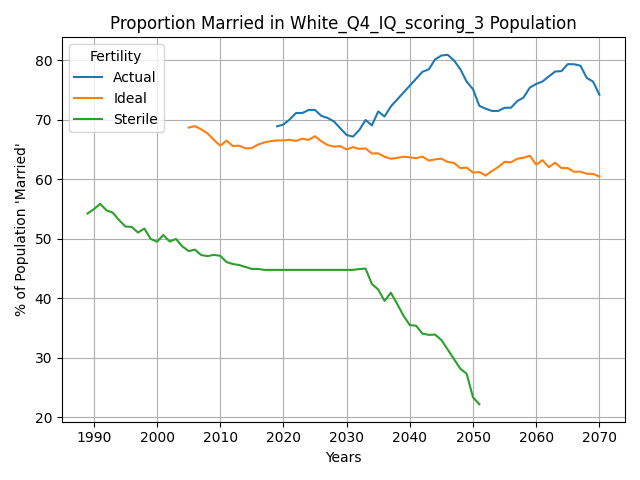 Proportion Married in White_Q4_IQ_scoring_3 Population
% of Population 'Married'
Fertility
Actual
Ideal
Sterile
80
70
60
50
40
30
20
1990 2000 2010 2020 2030 2040 2050 2060 2070
Years